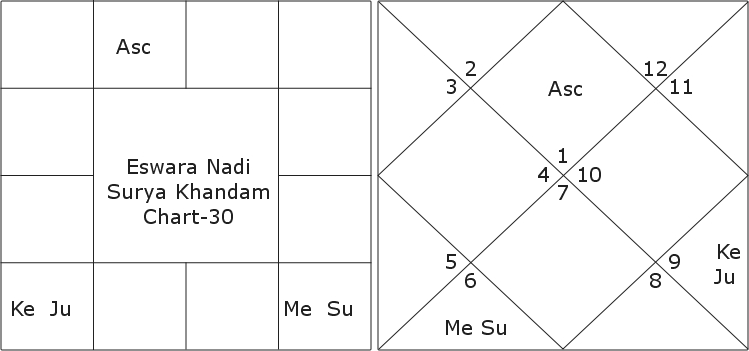 Asc
Eswara Nadi
Surya Khandam
Chart-30
Ke Ju
Me Su
2
12
3
11
Asc
1
4
10
7
5
9
6
8
Ke
Ju
Me Su